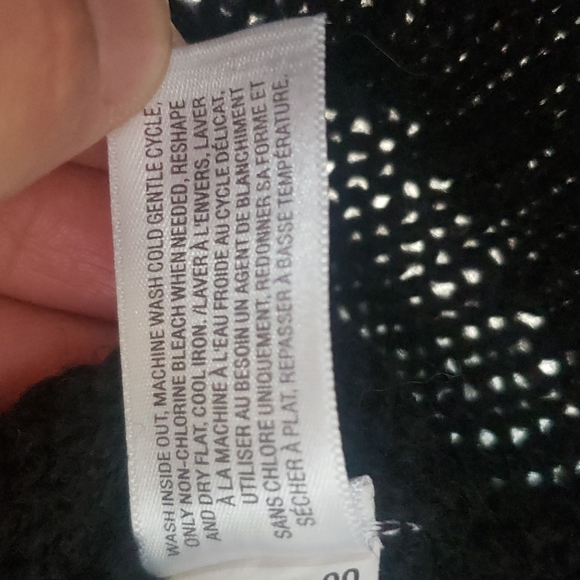 WASH INSIDE OUT, MACHINE WASH COLD GENTLE CYCLE,
ONLY NON-CHLORINE BLEACH WHEN NEEDED, RESHAPE
AND DRY FLAT, COOL IRON. /LAVER À L'ENVERS, LAVER
À LA MACHINE À L'EAU FROIDE AU CYCLE DÉLICAT,
UTILISER AU BESOIN UN AGENT DE BLANCHIMENT
SANS CHLORE UNIQUEMENT, REDONNER SA FORME ET
SÉCHER À PLAT, REPASSER À BASSE TEMPÉRATURE.